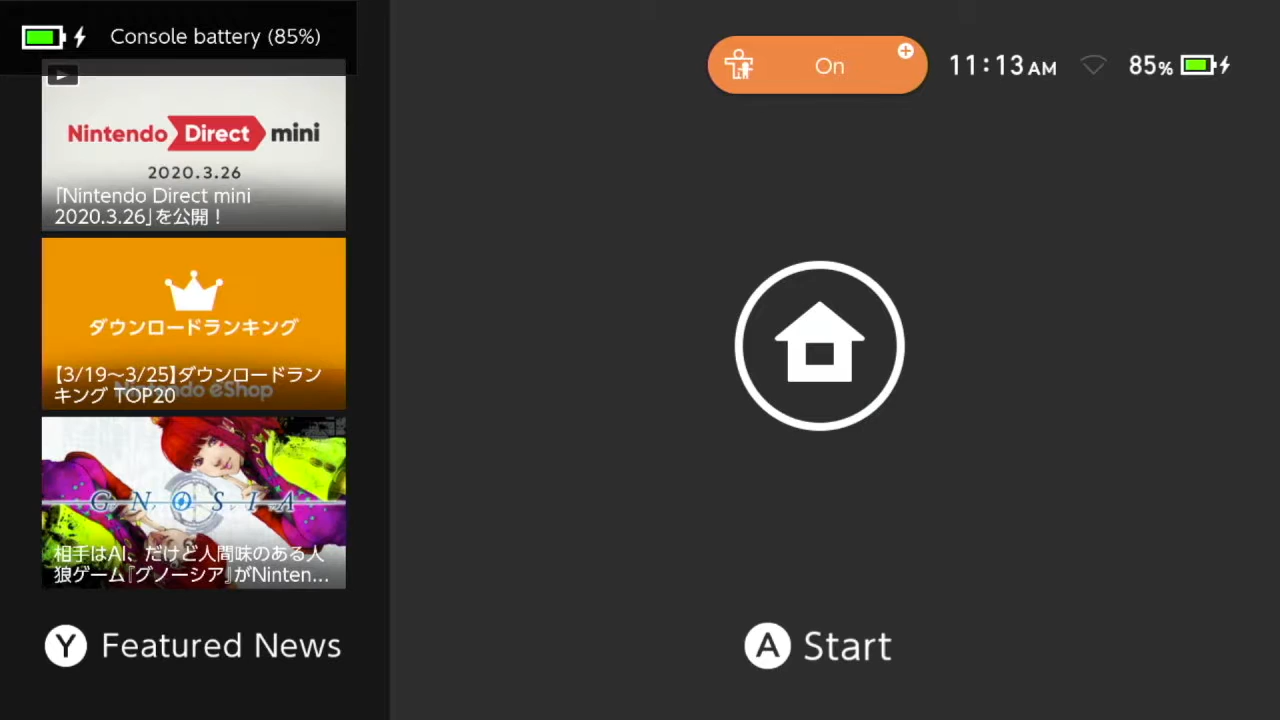 Console battery (85%)
On
11:13 AM
85%
Nintendo Direct mini
2020.3.26
「Nintendo Direct mini
2020.3.26」を公開！
ダウンロードランキング
【3/19～3/25】ダウンロードラン
キング TOP20
Nintendo eShop
GNOSIA
相手はAI、だけど人間味のある人
狼ゲーム『グノーシア』がNinten...
Y Featured News
A Start